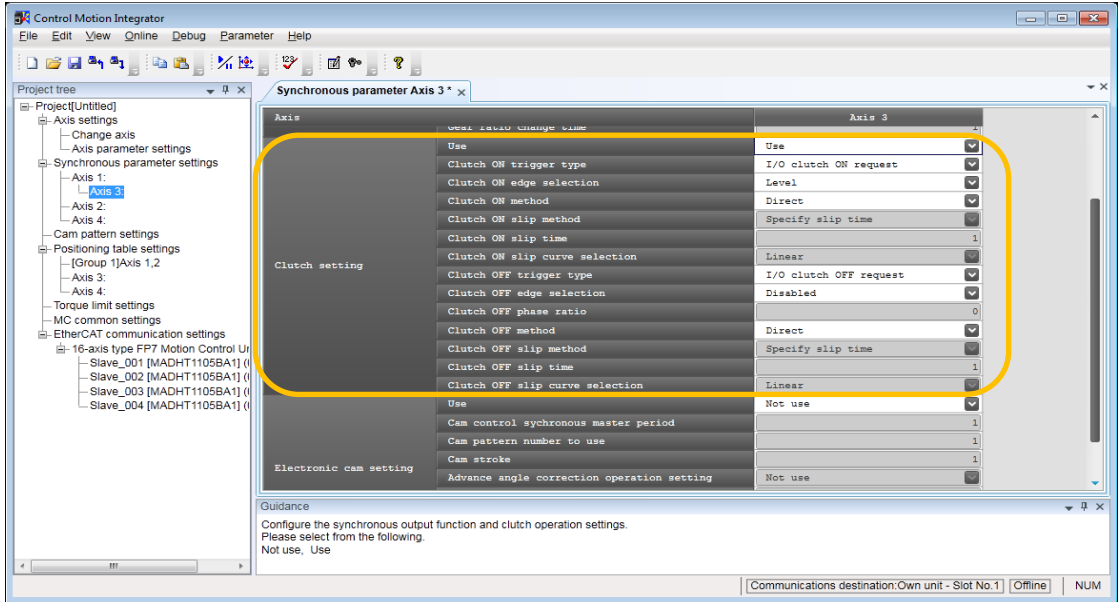 Control Motion Integrator
File Edit View Online Debug Parameter Help
Project tree
Project[Untitled]
Axis settings
Change axis
Axis parameter settings
Synchronous parameter settings
Axis 1:
Axis 3:
Axis 2:
Axis 4:
Cam pattern settings
Positioning table settings
[Group 1]Axis 1,2
Axis 3:
Axis 4:
Torque limit settings
MC common settings
EtherCAT communication settings
16-axis type FP7 Motion Control Ur
Slave_001 [MADHT1105BA1] (
Slave_002 [MADHT1105BA1] (
Slave_003 [MADHT1105BA1] (
Slave_004 [MADHT1105BA1] (
Synchronous parameter Axis 3 *
Axis Axis 3
Gear ratio change time 1
Clutch setting
Use Use
Clutch ON trigger type I/O clutch ON request
Clutch ON edge selection Level
Clutch ON method Direct
Clutch ON slip method Specify slip time
Clutch ON slip time 1
Clutch ON slip curve selection Linear
Clutch OFF trigger type I/O clutch OFF request
Clutch OFF edge selection Disabled
Clutch OFF phase ratio 0
Clutch OFF method Direct
Clutch OFF slip method Specify slip time
Clutch OFF slip time 1
Clutch OFF slip curve selection Linear
Electronic cam setting
Use Not use
Cam control sychronous master period 1
Cam pattern number to use 1
Cam stroke 1
Advance angle correction operation setting Not use
Guidance
Configure the synchronous output function and clutch operation settings.
Please select from the following.
Not use, Use
Communications destination:Own unit - Slot No.1 Offline NUM